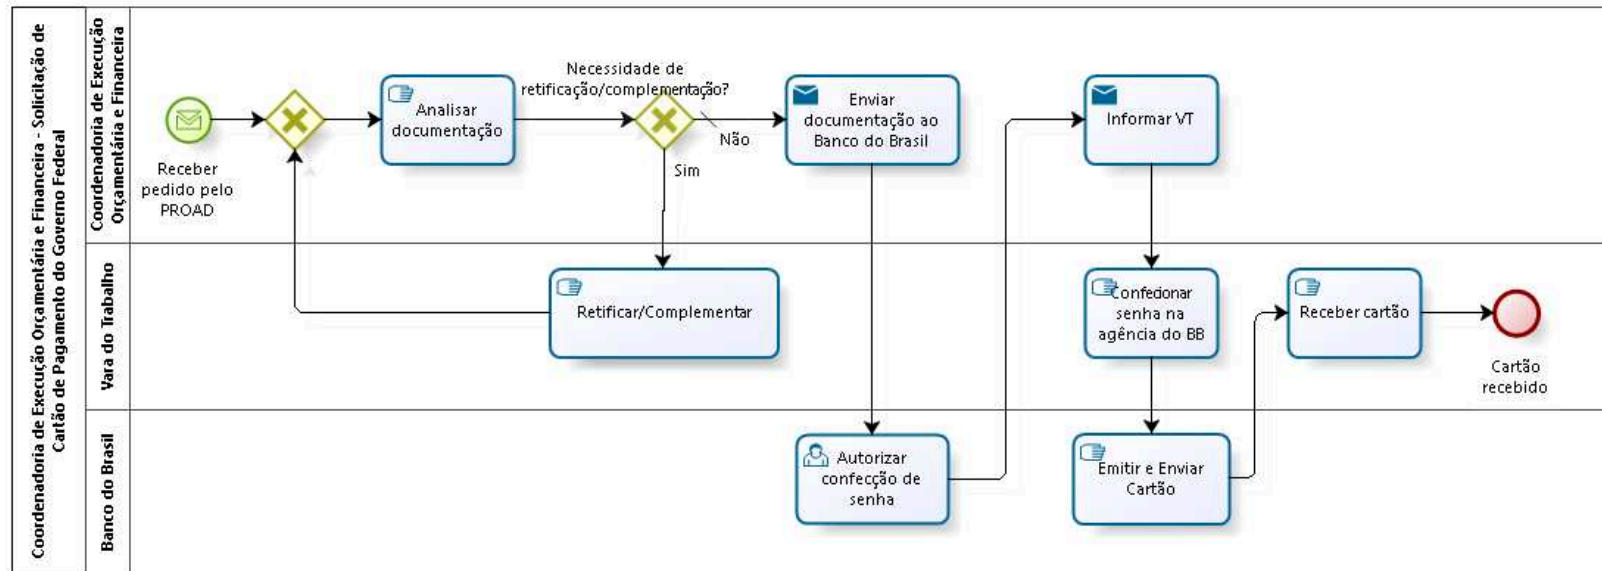 Coordenadoria de Execução Orçamentária e Financeira - Solicitação de
Cartão de Pagamento do Governo Federal
Coordenadoria de Execução
Orçamentária e Financeira
Receber
pedido pelo
PROAD
Analisar
documentação
Necessidade de
retificação/complementação?
Não
Sim
Enviar
documentação ao
Banco do Brasil
Informar VT
Vara do Trabalho
Retificar/Complementar
Confecionar
senha na
agência do BB
Receber cartão
Cartão
recebido
Banco do Brasil
Autorizar
confecção de
senha
Emitir e Enviar
Cartão